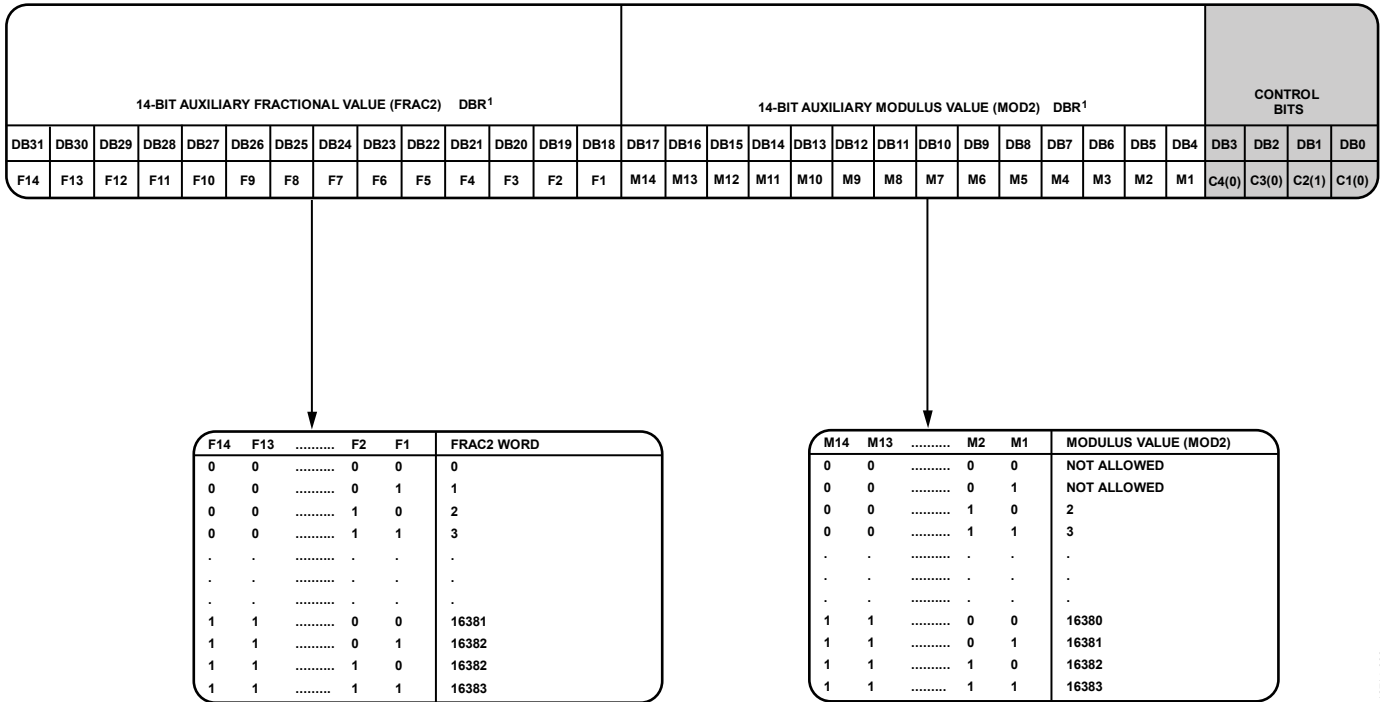 14-BIT AUXILIARY FRACTIONAL VALUE (FRAC2) DBR1
14-BIT AUXILIARY MODULUS VALUE (MOD2) DBR1
CONTROL
BITS
DB31 DB30 DB29 DB28 DB27 DB26 DB25 DB24 DB23 DB22 DB21 DB20 DB19 DB18 DB17 DB16 DB15 DB14 DB13 DB12 DB11 DB10 DB9 DB8 DB7 DB6 DB5 DB4 DB3 DB2 DB1 DB0
F14 F13 F12 F11 F10 F9 F8 F7 F6 F5 F4 F3 F2 F1 M14 M13 M12 M11 M10 M9 M8 M7 M6 M5 M4 M3 M2 M1 C4(0) C3(0) C2(1) C1(0)
F14 F13 .......... F2 F1 FRAC2 WORD
0 0 .......... 0 0 0
0 0 .......... 0 1 1
0 0 .......... 1 0 2
0 0 .......... 1 1 3
. . .......... . . .
. . .......... . . .
. . .......... . . .
1 1 .......... 0 0 16381
1 1 .......... 0 1 16382
1 1 .......... 1 0 16382
1 1 ......... 1 1 16383
M14 M13 .......... M2 M1 MODULUS VALUE (MOD2)
0 0 .......... 0 0 NOT ALLOWED
0 0 .......... 0 1 NOT ALLOWED
0 0 .......... 1 0 2
0 0 .......... 1 1 3
. . .......... . . .
. . .......... . . .
. . .......... . . .
1 1 .......... 0 0 16380
1 1 .......... 0 1 16381
1 1 .......... 1 0 16382
1 1 ......... 1 1 16383